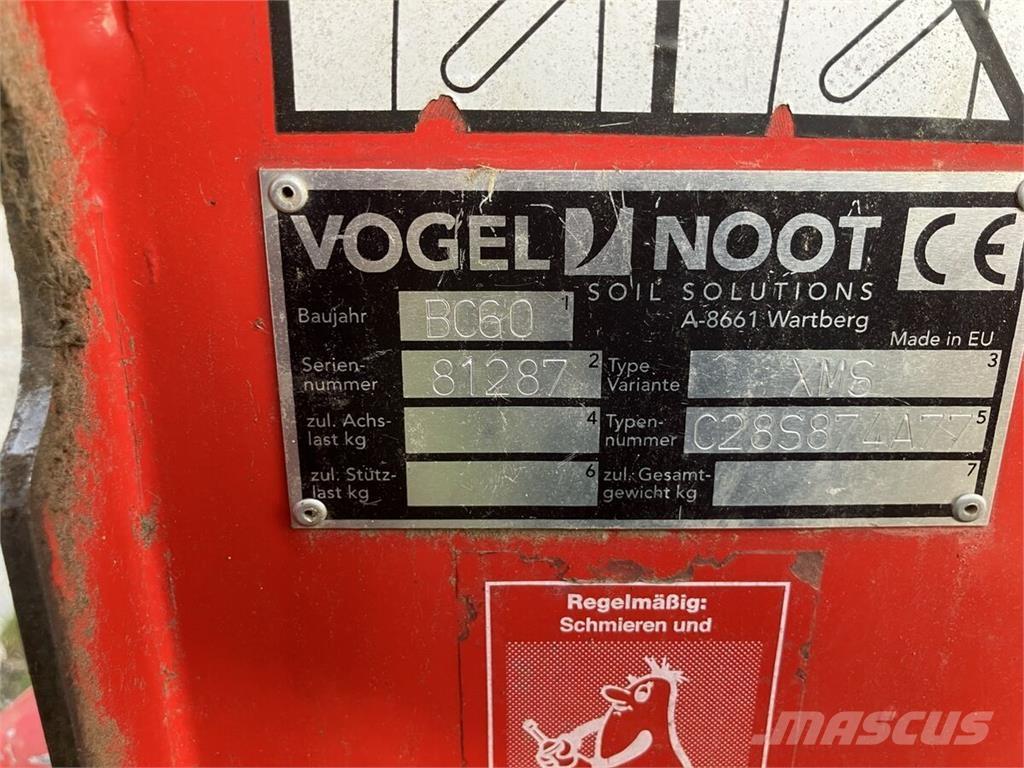 VOGEL NOOT CE
SOIL SOLUTIONS
A-8661 Wartberg
Made in EU
Baujahr BC60 1
Serien-
nummer 81287 2
Type
Variante XMS 3
zul. Achs-
last kg 4
Typen-
nummer C28S874A77 5
zul. Stütz-
last kg 6
zul. Gesamt-
gewicht kg 7
Regelmäßig:
Schmieren und
MASCUS